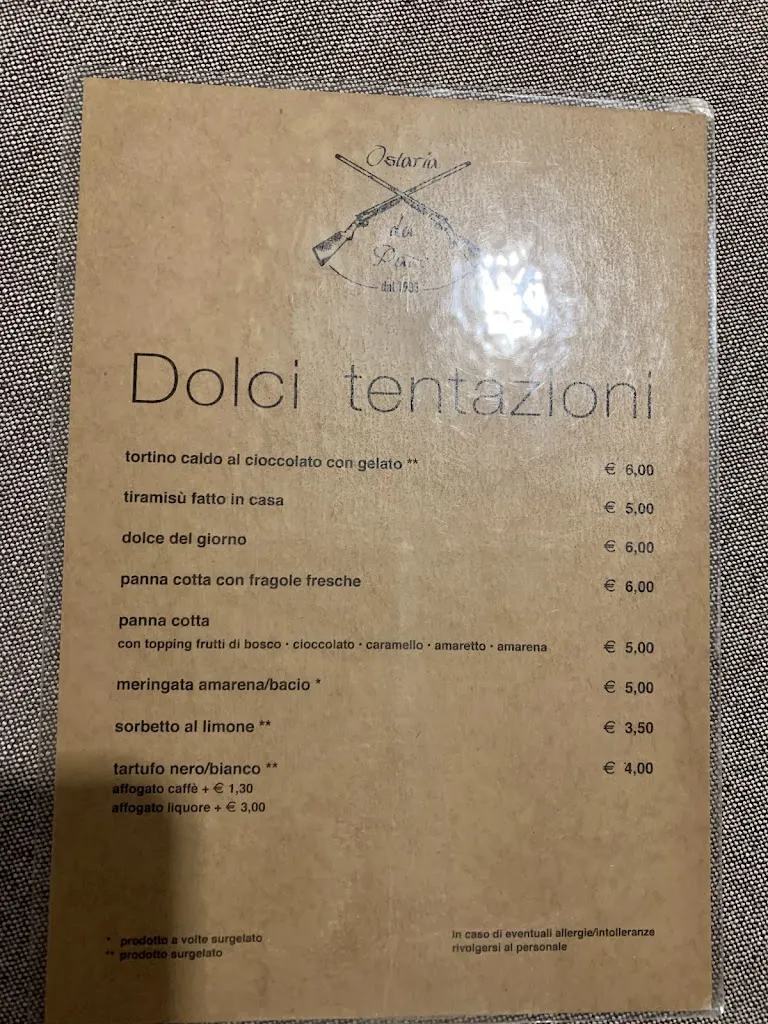 Ostaria
da
dal
Dolci tentazioni
tortino caldo al cioccolato con gelato ** € 6,00
tiramisù fatto in casa € 5,00
dolce del giorno € 6,00
panna cotta con fragole fresche € 6,00
panna cotta
con topping frutti di bosco · cioccolato · caramello · amaretto · amarena € 5,00
meringata amarena/bacio * € 5,00
sorbetto al limone ** € 3,50
tartufo nero/bianco ** € 4,00
affogato caffè + € 1,30
affogato liquore + € 3,00
* prodotto a volte surgelato
** prodotto surgelato
in caso di eventuali allergie/intolleranze
rivolgersi al personale